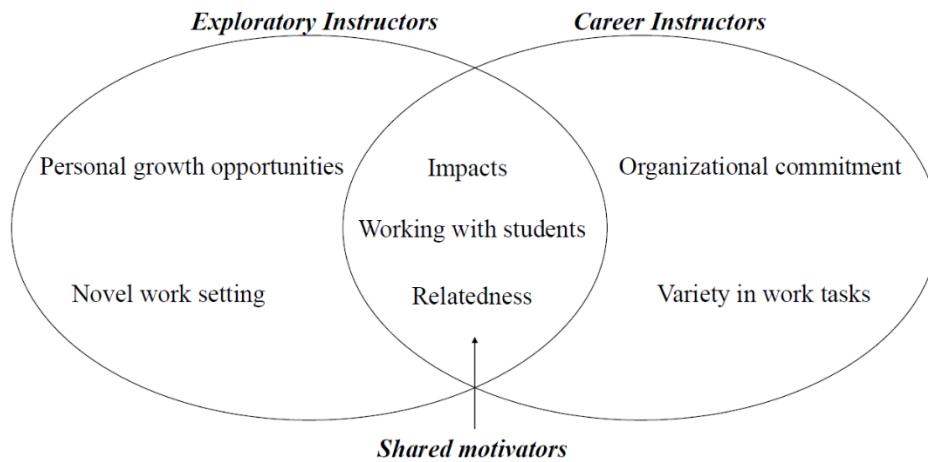 Exploratory Instructors
Career Instructors
Personal growth opportunities
Impacts
Organizational commitment
Working with students
Novel work setting
Relatedness
Variety in work tasks
Shared motivators